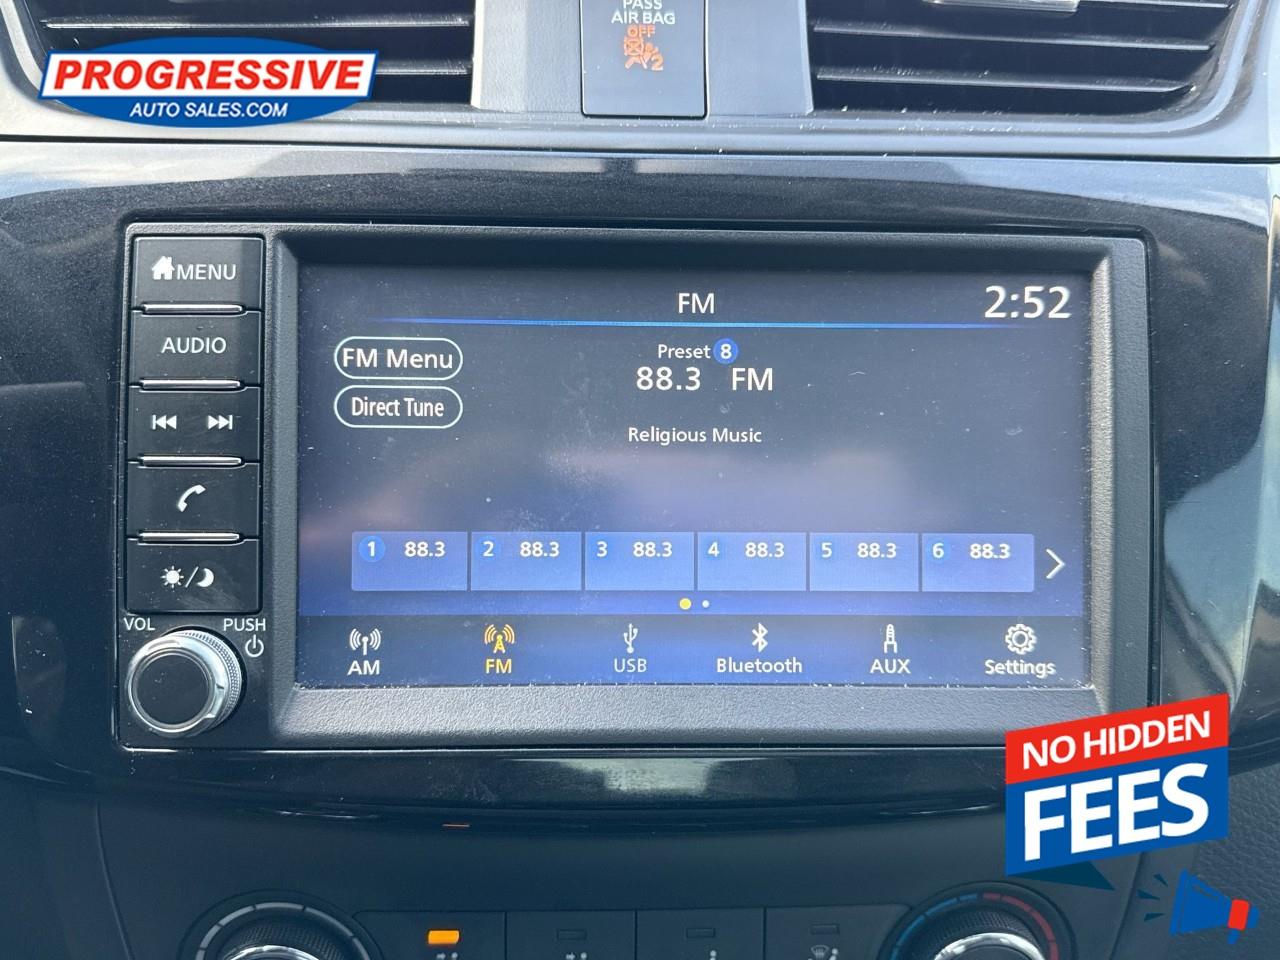 PASS
AIR BAG
OFF
2
PROGRESSIVE
AUTO SALES.COM
MENU
AUDIO
VOL
PUSH
FM
2:52
FM Menu
Direct Tune
Preset 8
88.3 FM
Religious Music
1 88.3
2 88.3
3 88.3
4 88.3
5 88.3
6 88.3
AM
FM
USB
Bluetooth
AUX
Settings
NO HIDDEN
FEES